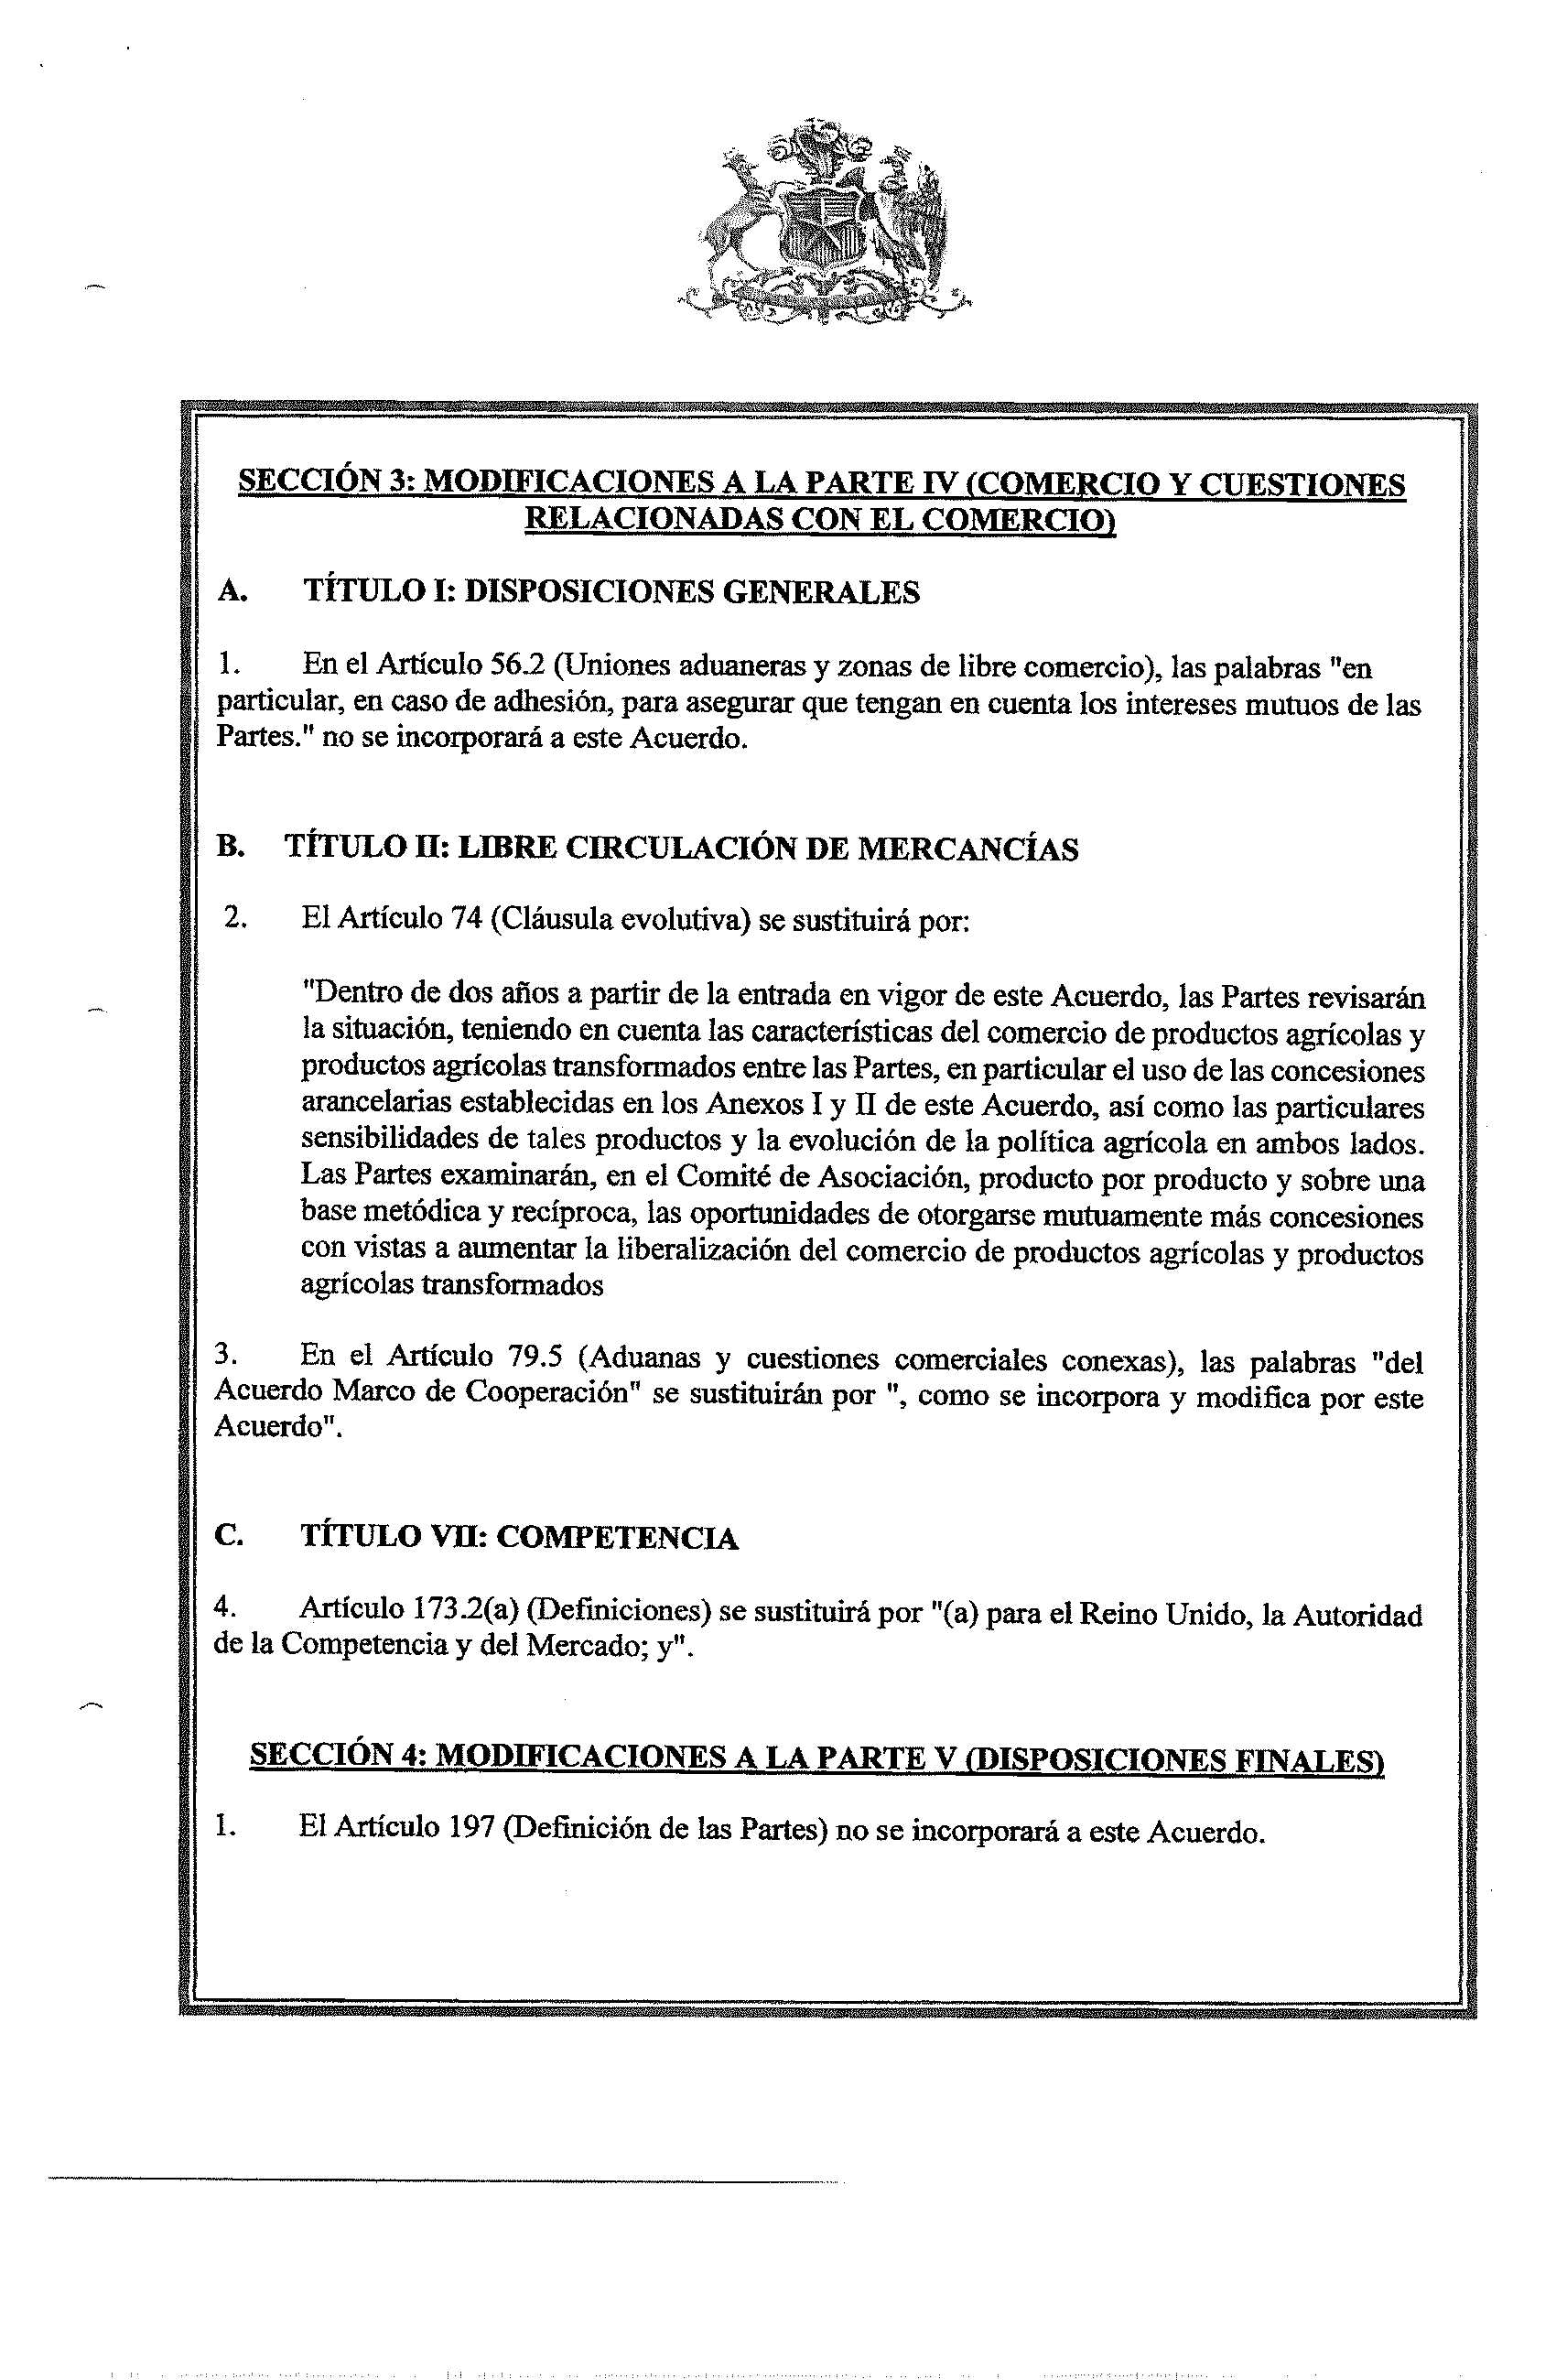 SECCIÓN 3: MODIFICACIONES A LA PARTE IV (COMERCIO Y CUESTIONES
RELACIONADAS CON EL COMERCIO)
A. TÍTULO I: DISPOSICIONES GENERALES
1. En el Artículo 56.2 (Uniones aduaneras y zonas de libre comercio), las palabras "en
particular, en caso de adhesión, para asegurar que tengan en cuenta los intereses mutuos de las
Partes." no se incorporará a este Acuerdo.
B. TÍTULO II: LIBRE CIRCULACIÓN DE MERCANCÍAS
2. El Artículo 74 (Cláusula evolutiva) se sustituirá por:
"Dentro de dos años a partir de la entrada en vigor de este Acuerdo, las Partes revisarán
la situación, teniendo en cuenta las características del comercio de productos agrícolas y
productos agrícolas transformados entre las Partes, en particular el uso de las concesiones
arancelarias establecidas en los Anexos I y II de este Acuerdo, así como las particulares
sensibilidades de tales productos y la evolución de la política agrícola en ambos lados.
Las Partes examinarán, en el Comité de Asociación, producto por producto y sobre una
base metódica y recíproca, las oportunidades de otorgarse mutuamente más concesiones
con vistas a aumentar la liberalización del comercio de productos agrícolas y productos
agrícolas transformados
3. En el Artículo 79.5 (Aduanas y cuestiones comerciales conexas), las palabras "del
Acuerdo Marco de Cooperación" se sustituirán por ", como se incorpora y modifica por este
Acuerdo".
C. TÍTULO VII: COMPETENCIA
4. Artículo 173.2(a) (Definiciones) se sustituirá por "(a) para el Reino Unido, la Autoridad
de la Competencia y del Mercado; y".
SECCIÓN 4: MODIFICACIONES A LA PARTE V (DISPOSICIONES FINALES)
1. El Artículo 197 (Definición de las Partes) no se incorporará a este Acuerdo.